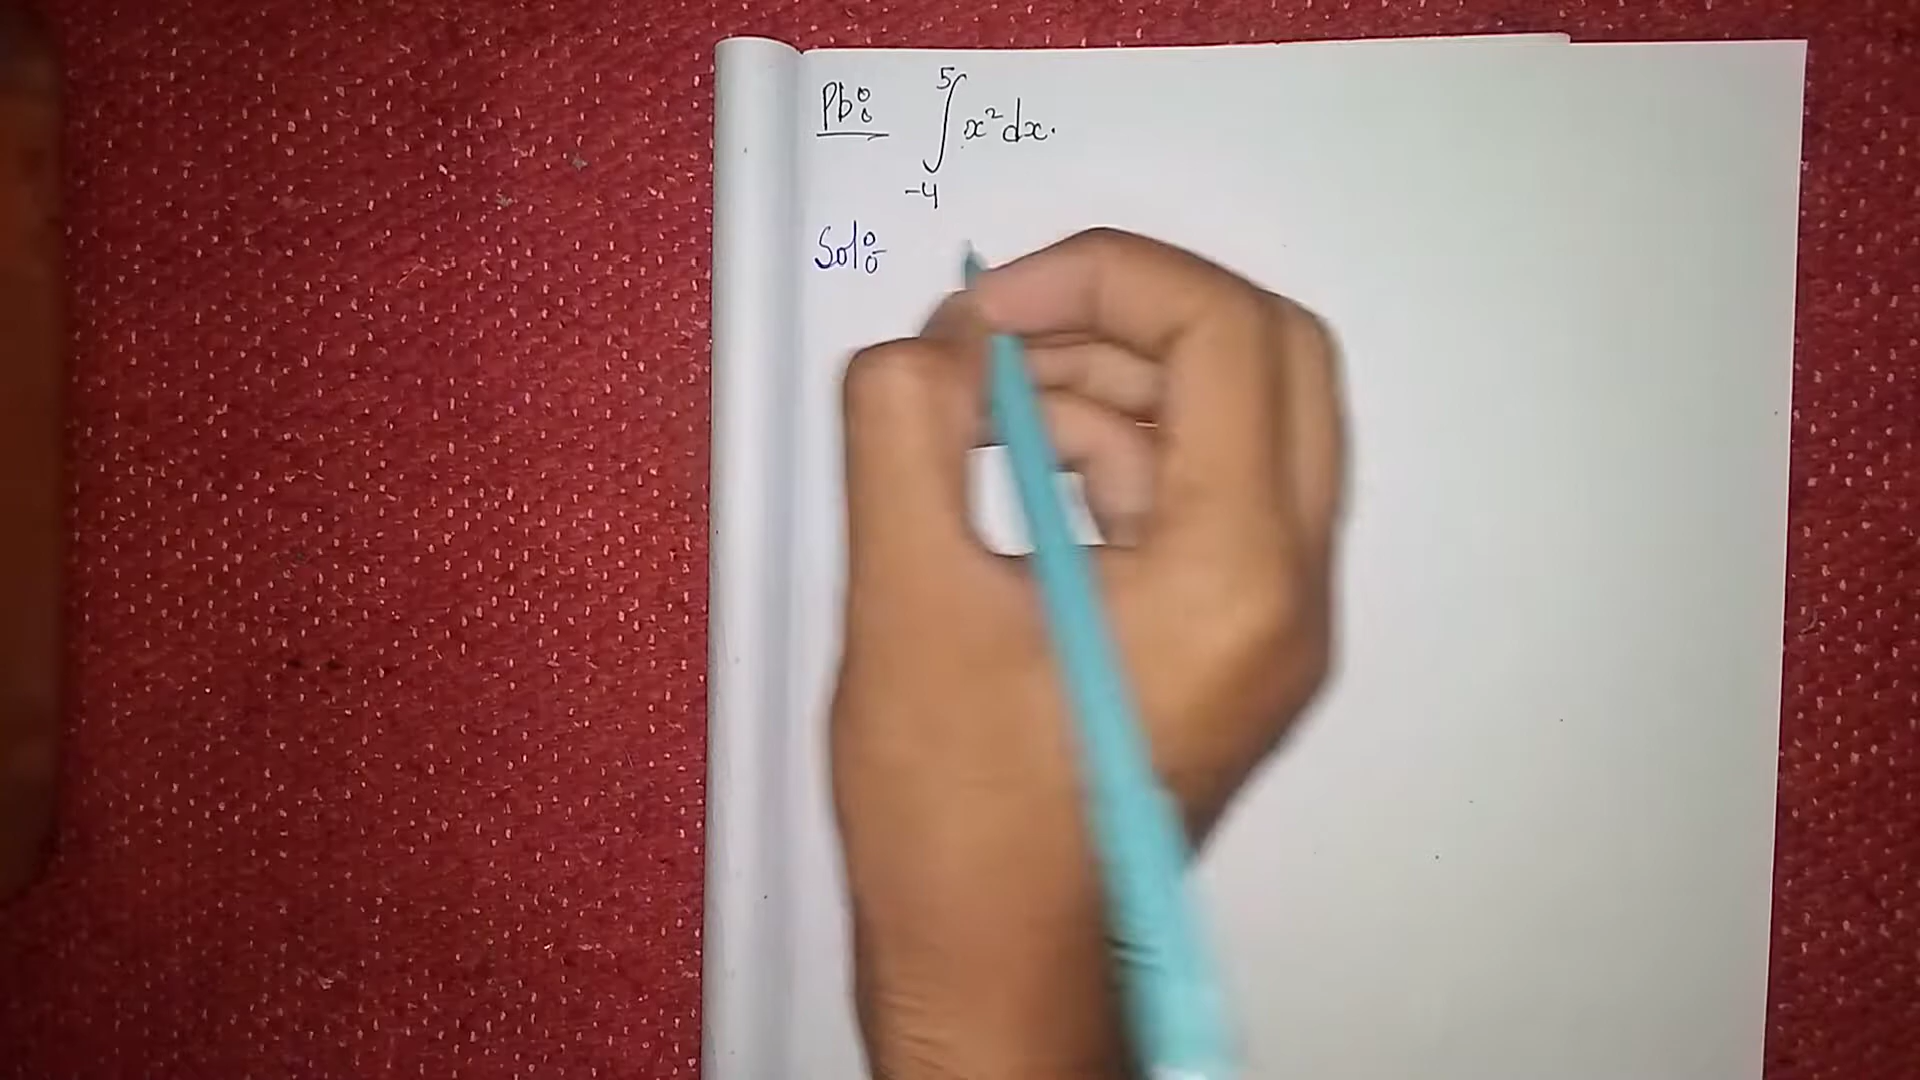 Pb: ∫_{-4}^{5} x² dx.
Sol:-